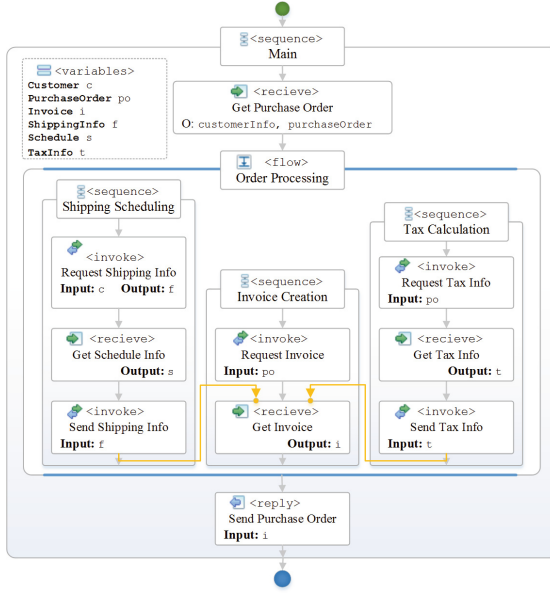 <sequence>
Main
<variables>
Customer c
PurchaseOrder po
Invoice i
ShippingInfo f
Schedule s
TaxInfo t
<recieve>
Get Purchase Order
O: customerInfo, purchaseOrder
<flow>
Order Processing
<sequence>
Shipping Scheduling
<invoke>
Request Shipping Info
Input: c Output: f
<recieve>
Get Schedule Info
Output: s
<invoke>
Send Shipping Info
Input: f
<sequence>
Invoice Creation
<invoke>
Request Invoice
Input: po
<recieve>
Get Invoice
Output: i
<sequence>
Tax Calculation
<invoke>
Request Tax Info
Input: po
<recieve>
Get Tax Info
Output: t
<invoke>
Send Tax Info
Input: t
<reply>
Send Purchase Order
Input: i